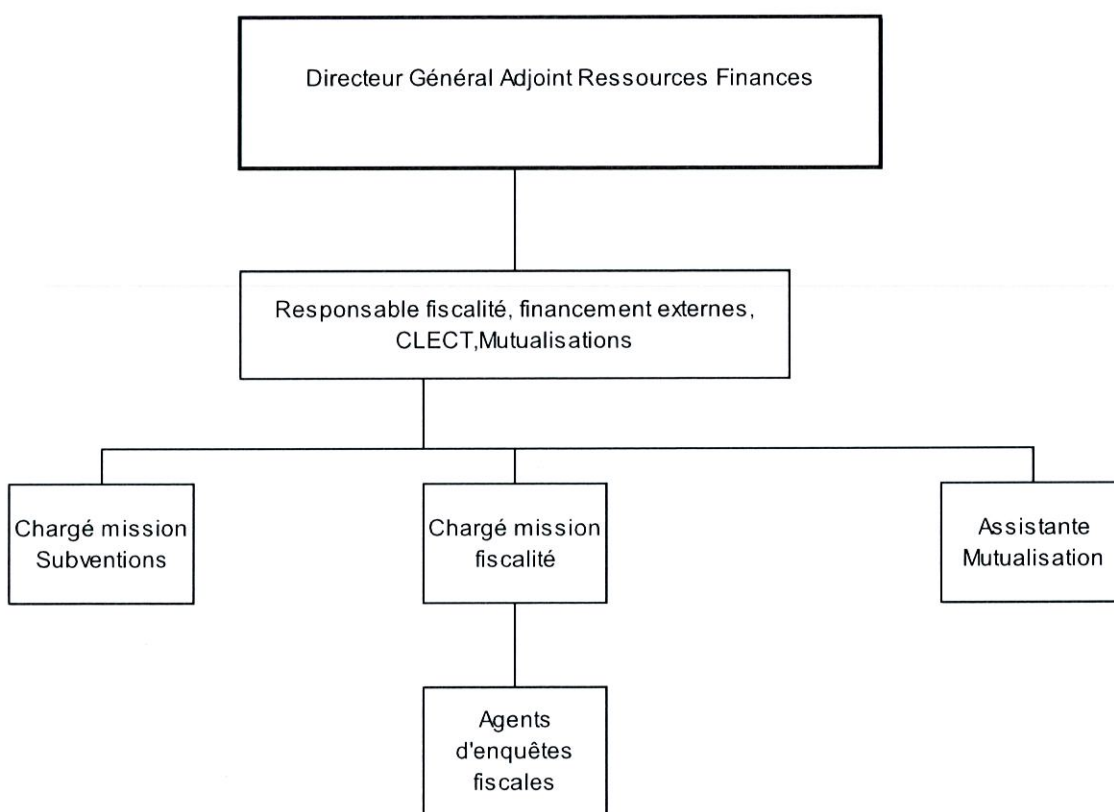 Directeur Général Adjoint Ressources Finances
Responsable fiscalité, financement externes,
CLECT,Mutualisations
Chargé mission
Subventions
Chargé mission
fiscalité
Assistante
Mutualisation
Agents
d'enquêtes
fiscales